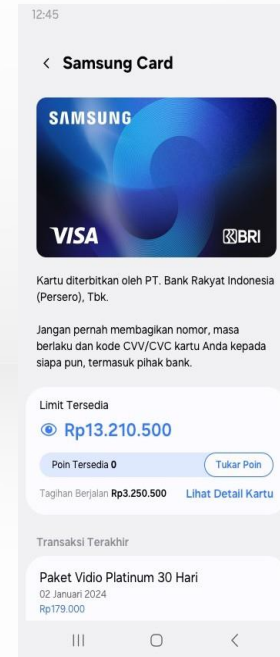 12:45
Samsung Card
SAMSUNG
VISA
BRI
Kartu diterbitkan oleh PT. Bank Rakyat Indonesia
(Persero), Tbk.
Jangan pernah membagikan nomor, masa
berlaku dan kode CVV/CVC kartu Anda kepada
siapa pun, termasuk pihak bank.
Limit Tersedia
Rp13.210.500
Poin Tersedia 0
Tukar Poin
Tagihan Berjalan Rp3.250.500 Lihat Detail Kartu
Transaksi Terakhir
Paket Vidio Platinum 30 Hari
02 Januari 2024
Rp179.000